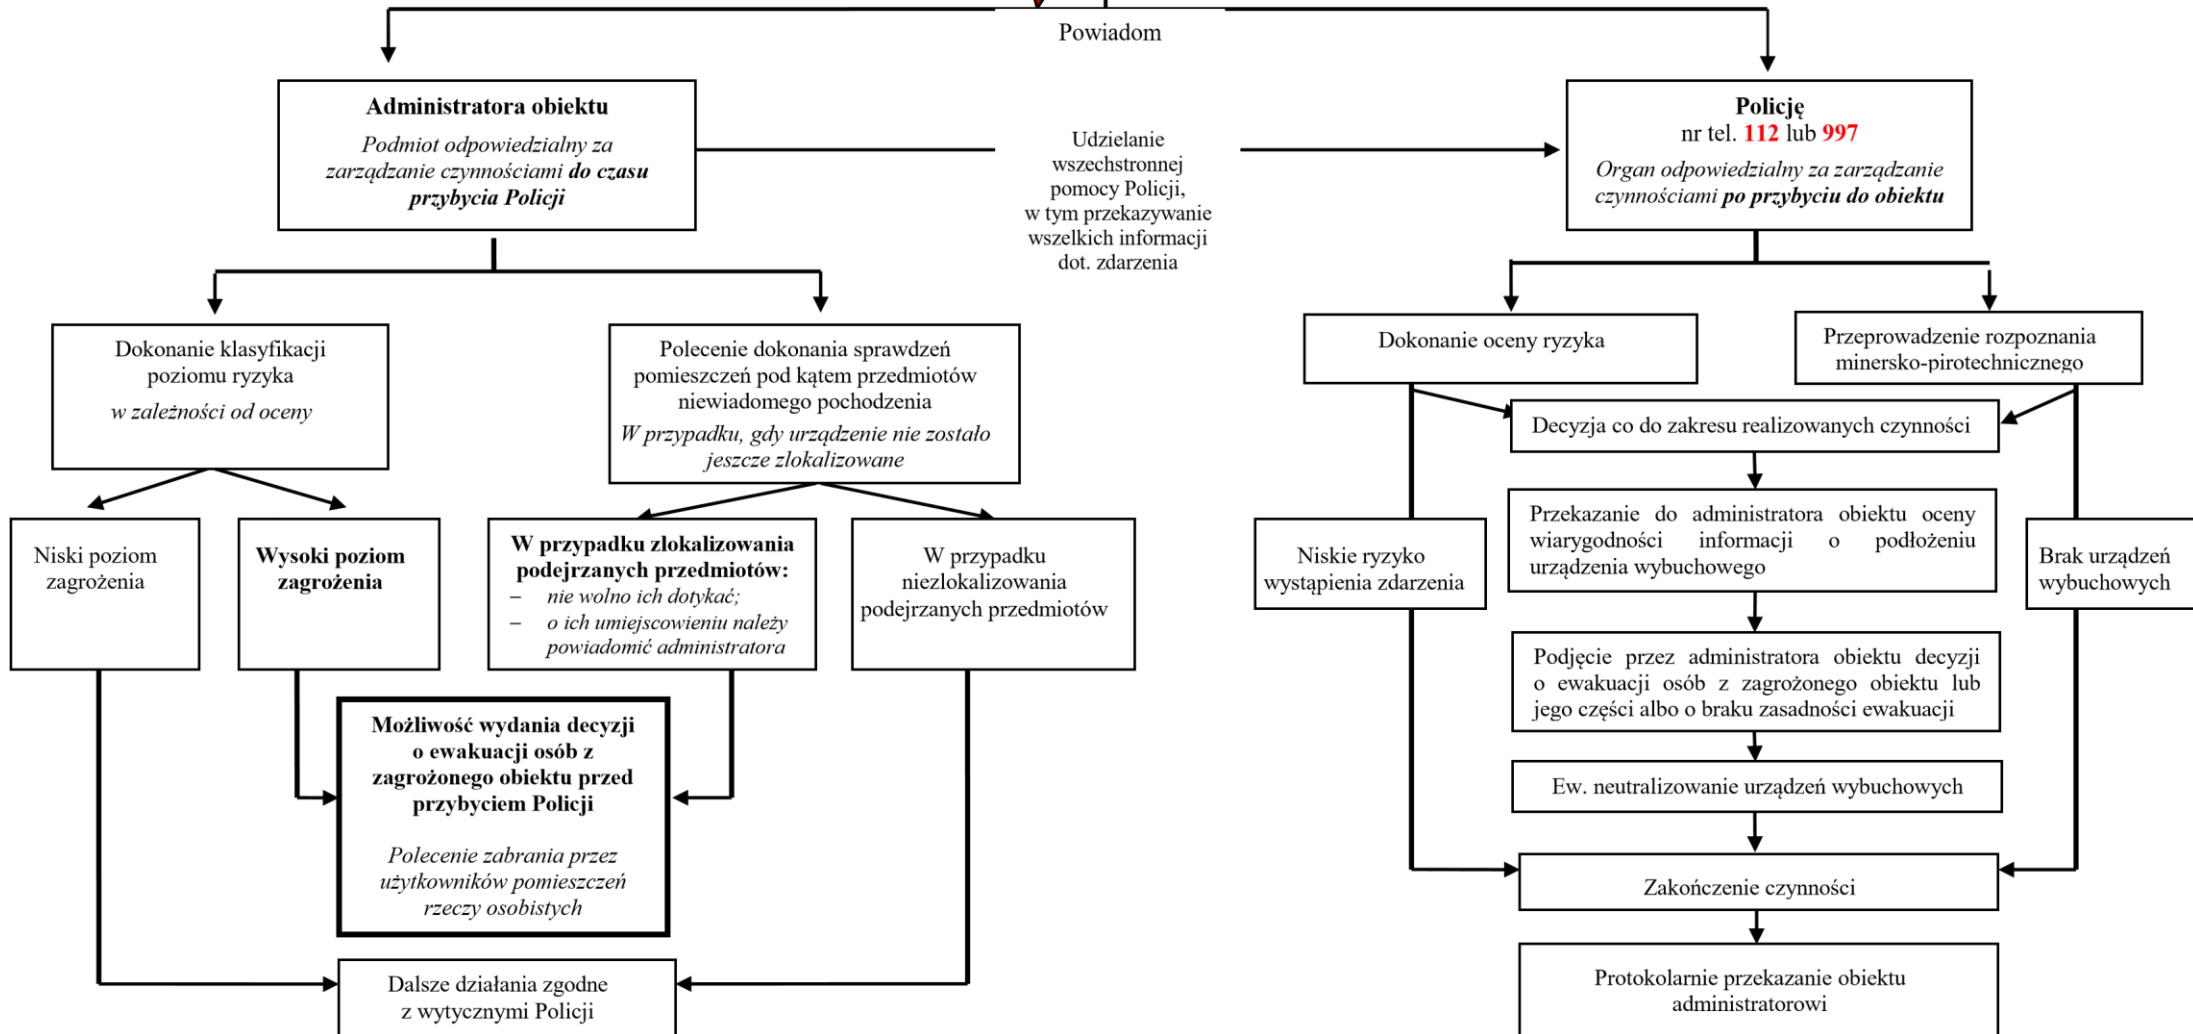 Powiadom
Administratora obiektu
Podmiot odpowiedzialny za
zarządzanie czynnościami do czasu
przybycia Policji
Udzielanie
wszechstronnej
pomocy Policji,
w tym przekazywanie
wszelkich informacji
dot. zdarzenia
Policję
nr tel. 112 lub 997
Organ odpowiedzialny za zarządzanie
czynnościami po przybyciu do obiektu
Dokonanie klasyfikacji
poziomu ryzyka
w zależności od oceny
Polecenie dokonania sprawdzeń
pomieszczeń pod kątem przedmiotów
niewiadomego pochodzenia
W przypadku, gdy urządzenie nie zostało
jeszcze zlokalizowane
Niski poziom
zagrożenia
Wysoki poziom
zagrożenia
W przypadku zlokalizowania
podejrzanych przedmiotów:
– nie wolno ich dotykać;
– o ich umiejscowieniu należy
powiadomić administratora
W przypadku
niezlokalizowania
podejrzanych przedmiotów
Możliwość wydania decyzji
o ewakuacji osób z
zagrożonego obiektu przed
przybyciem Policji
Polecenie zabrania przez
użytkowników pomieszczeń
rzeczy osobistych
Dalsze działania zgodne
z wytycznymi Policji
Dokonanie oceny ryzyka
Przeprowadzenie rozpoznania
minersko-pirotechnicznego
Decyzja co do zakresu realizowanych czynności
Niskie ryzyko
wystąpienia zdarzenia
Przekazanie do administratora obiektu oceny
wiarygodności informacji o podłożeniu
urządzenia wybuchowego
Brak urządzeń
wybuchowych
Podjęcie przez administratora obiektu decyzji
o ewakuacji osób z zagrożonego obiektu lub
jego części albo o braku zasadności ewakuacji
Ew. neutralizowanie urządzeń wybuchowych
Zakończenie czynności
Protokolarnie przekazanie obiektu
administratorowi